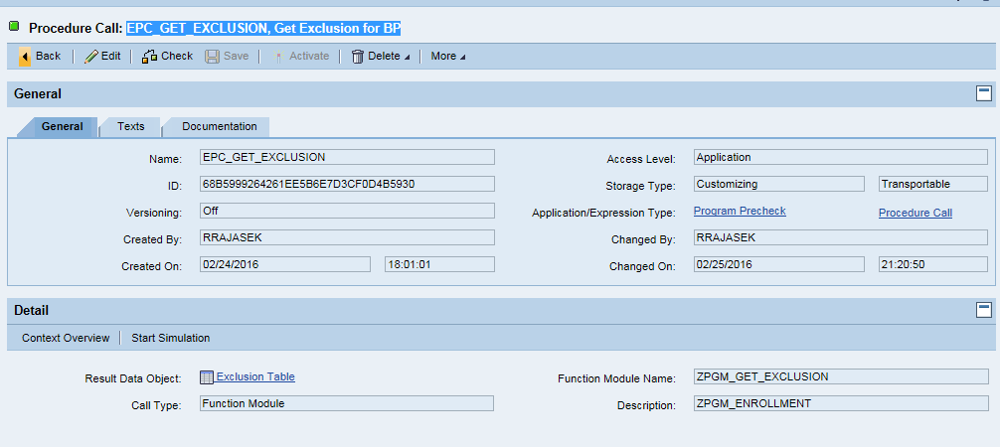 Procedure Call: EPC_GET_EXCLUSION, Get Exclusion for BP
Back Edit Check Save Activate Delete More
General
General Texts Documentation
Name: EPC_GET_EXCLUSION Access Level: Application
ID: 68B5999264261EE5B6E7D3CF0D4B5930 Storage Type: Customizing Transportable
Versioning: Off Application/Expression Type: Program Precheck Procedure Call
Created By: RRAJASEK Changed By: RRAJASEK
Created On: 02/24/2016 18:01:01 Changed On: 02/25/2016 21:20:50
Detail
Context Overview Start Simulation
Result Data Object: Exclusion Table Function Module Name: ZPGM_GET_EXCLUSION
Call Type: Function Module Description: ZPGM_ENROLLMENT